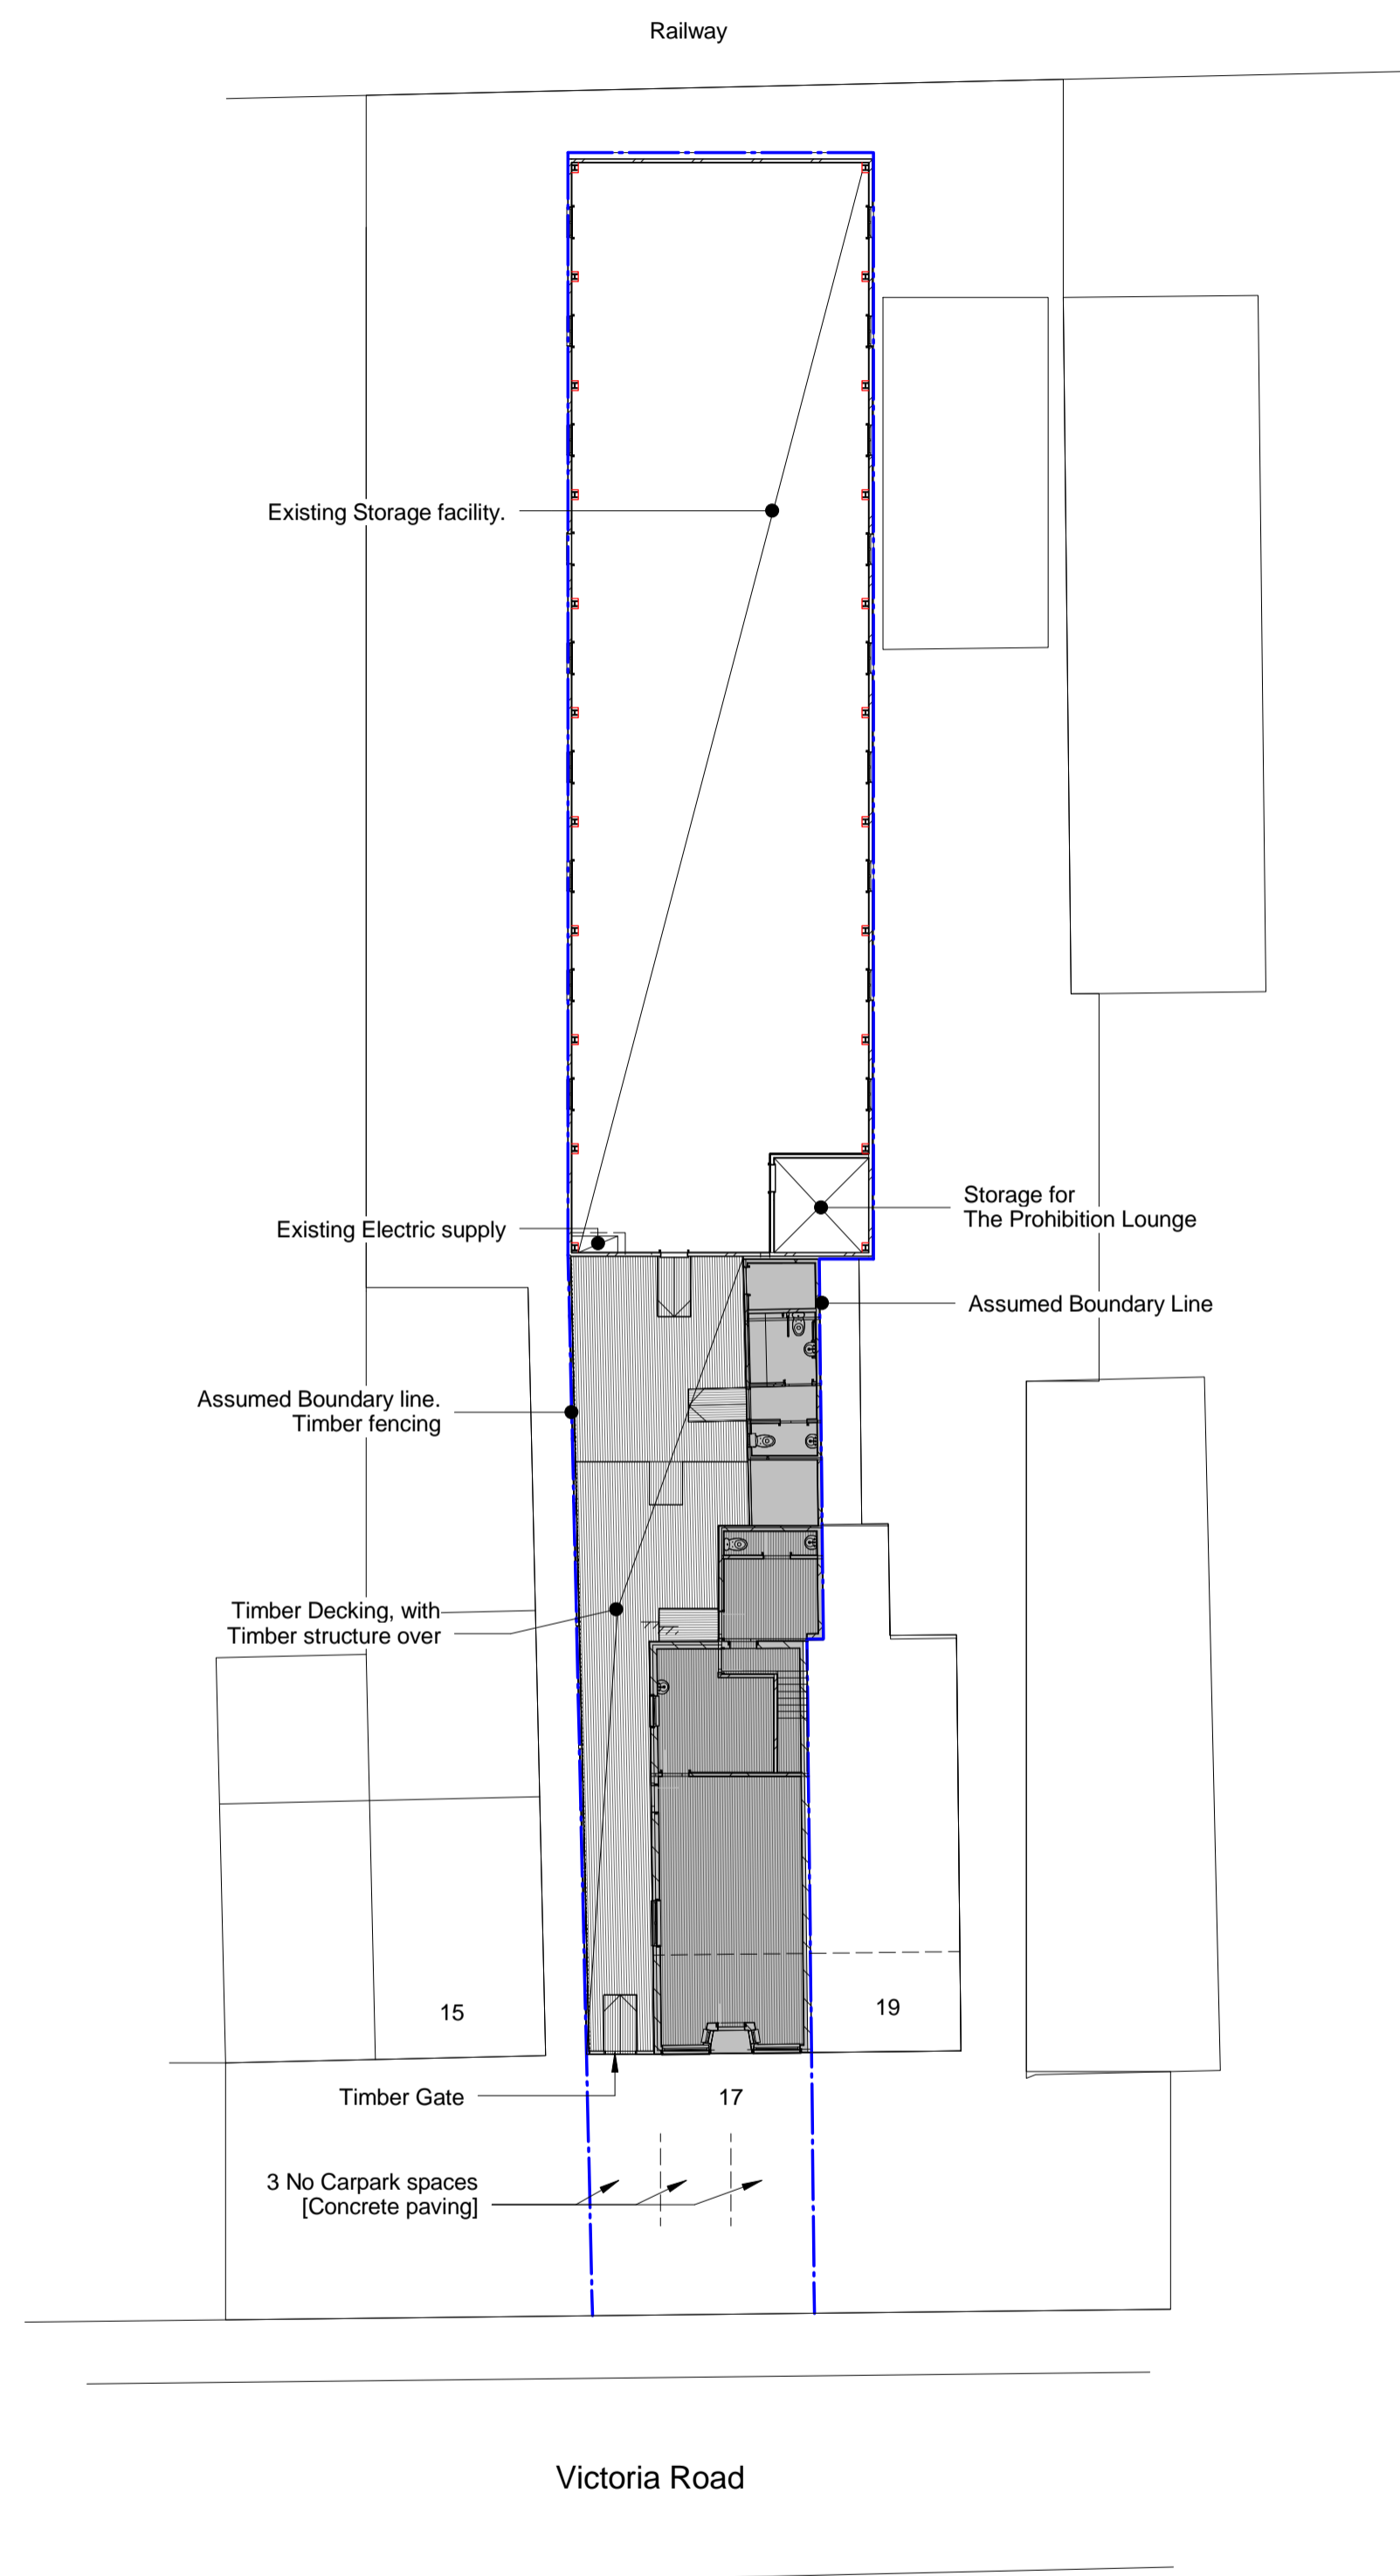 Railway
Existing Storage facility.
Storage for
The Prohibition Lounge
Existing Electric supply
Assumed Boundary Line
Assumed Boundary line.
Timber fencing
Timber Decking, with
Timber structure over
15
19
Timber Gate
17
3 No Carpark spaces
[Concrete paving]
Victoria Road